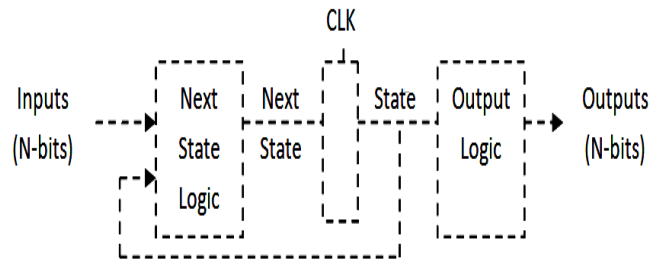 CLK
Inputs
(N-bits)
Next
State
Logic
Next
State
State
Output
Logic
Outputs
(N-bits)